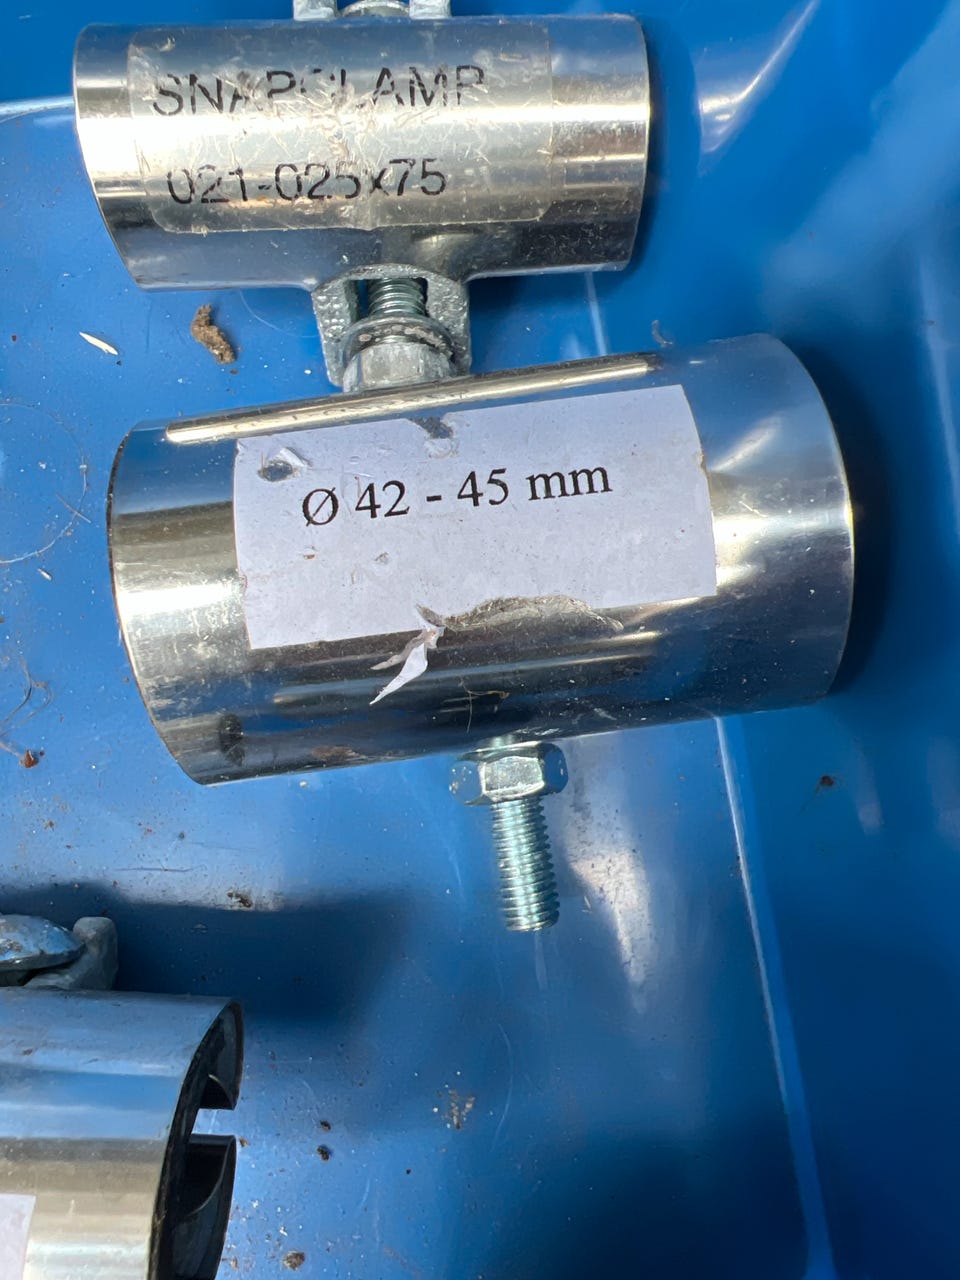 SNAPCLAMP
021-025x75
Ø 42 - 45 mm